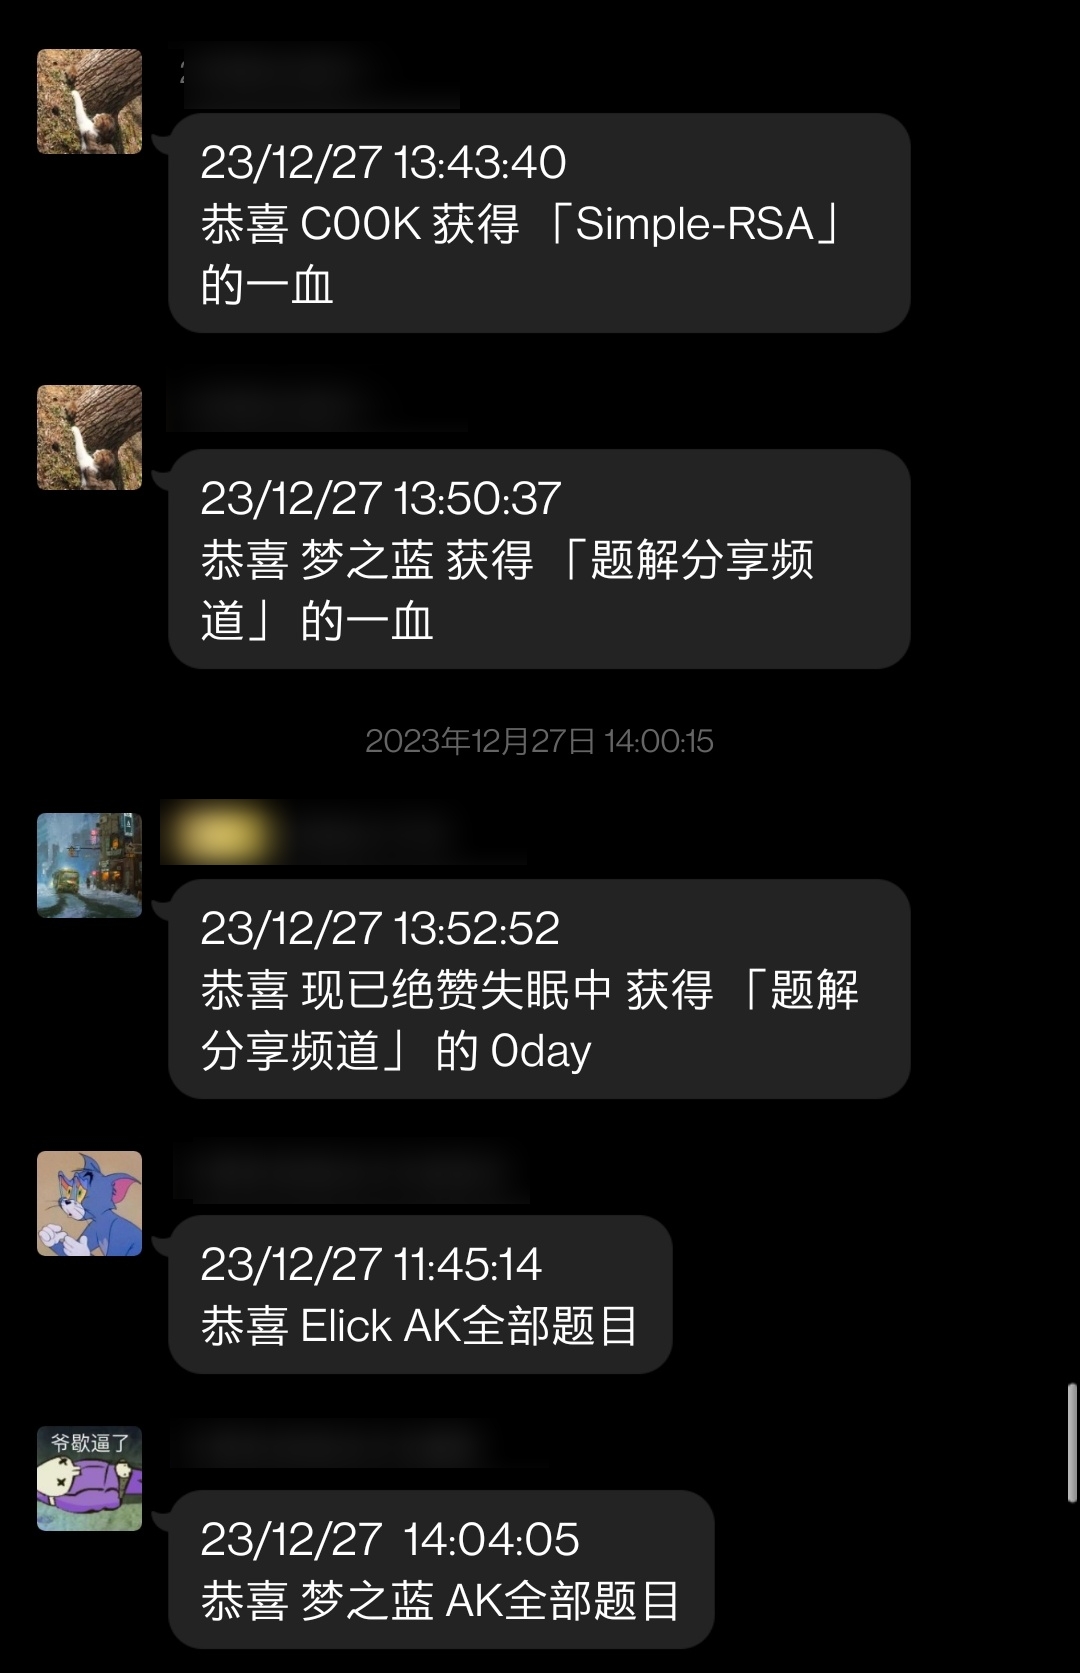 23/12/27 13:43:40
恭喜 C00K 获得 「Simple-RSA」
的一血
23/12/27 13:50:37
恭喜 梦之蓝 获得 「题解分享频
道」 的一血
2023年12月27日 14:00:15
23/12/27 13:52:52
恭喜 现已绝赞失眠中 获得 「题解
分享频道」 的 0day
23/12/27 11:45:14
恭喜 Elick AK全部题目
爷歇逼了
23/12/27  14:04:05
恭喜 梦之蓝 AK全部题目